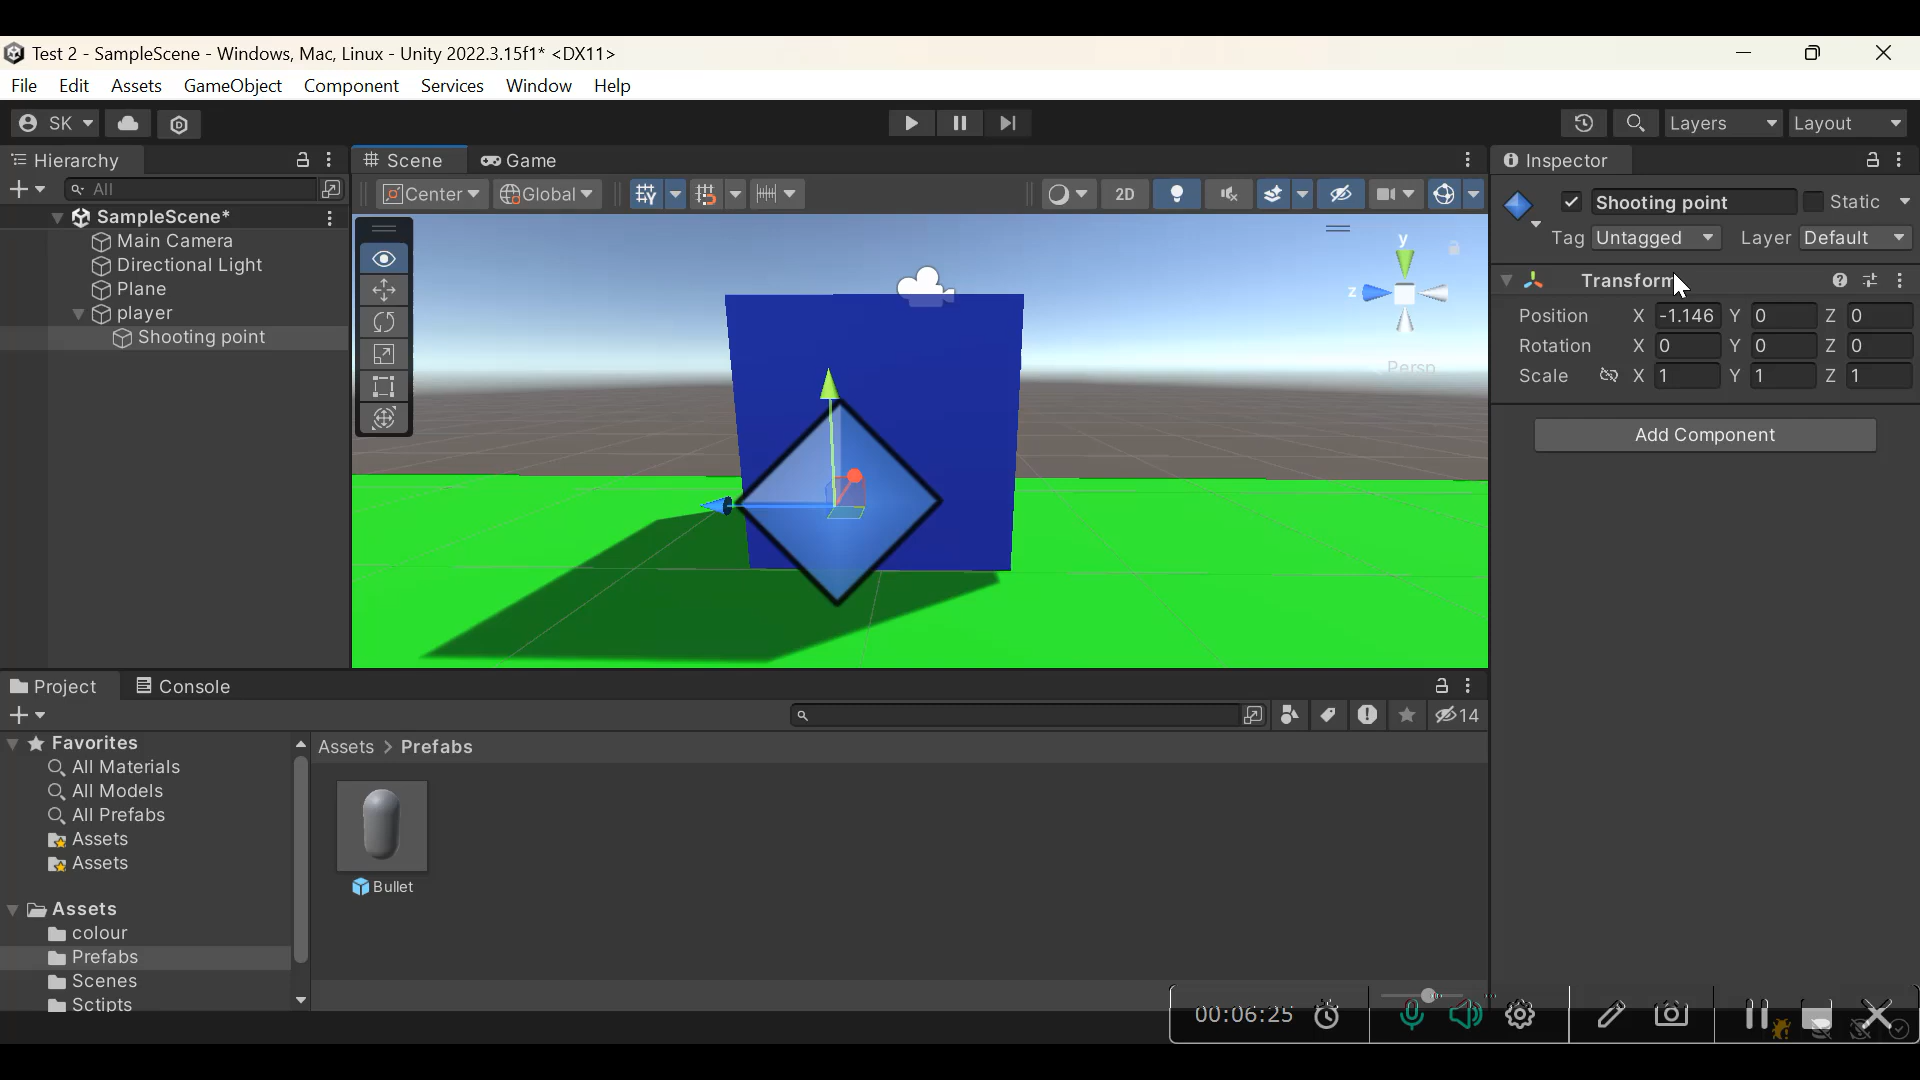 Test 2 - SampleScene - Windows, Mac, Linux - Unity 2022.3.15f1* <DX11>
File Edit Assets GameObject Component Services Window Help
SK Layers Layout
Hierarchy Scene Game Inspector
All Center Global 2D
Shooting point Static
SampleScene*
Tag Untagged Layer Default
Main Camera
Directional Light
Plane
player
Shooting point
y
z
Persp
Transform
Position X -1.146 Y 0 Z 0
Rotation X 0 Y 0 Z 0
Scale X 1 Y 1 Z 1
Add Component
Project Console
14
Favorites
All Materials
All Models
All Prefabs
Assets
Assets
Assets
colour
Prefabs
Scenes
Sctipts
Assets > Prefabs
Bullet
00:06:25